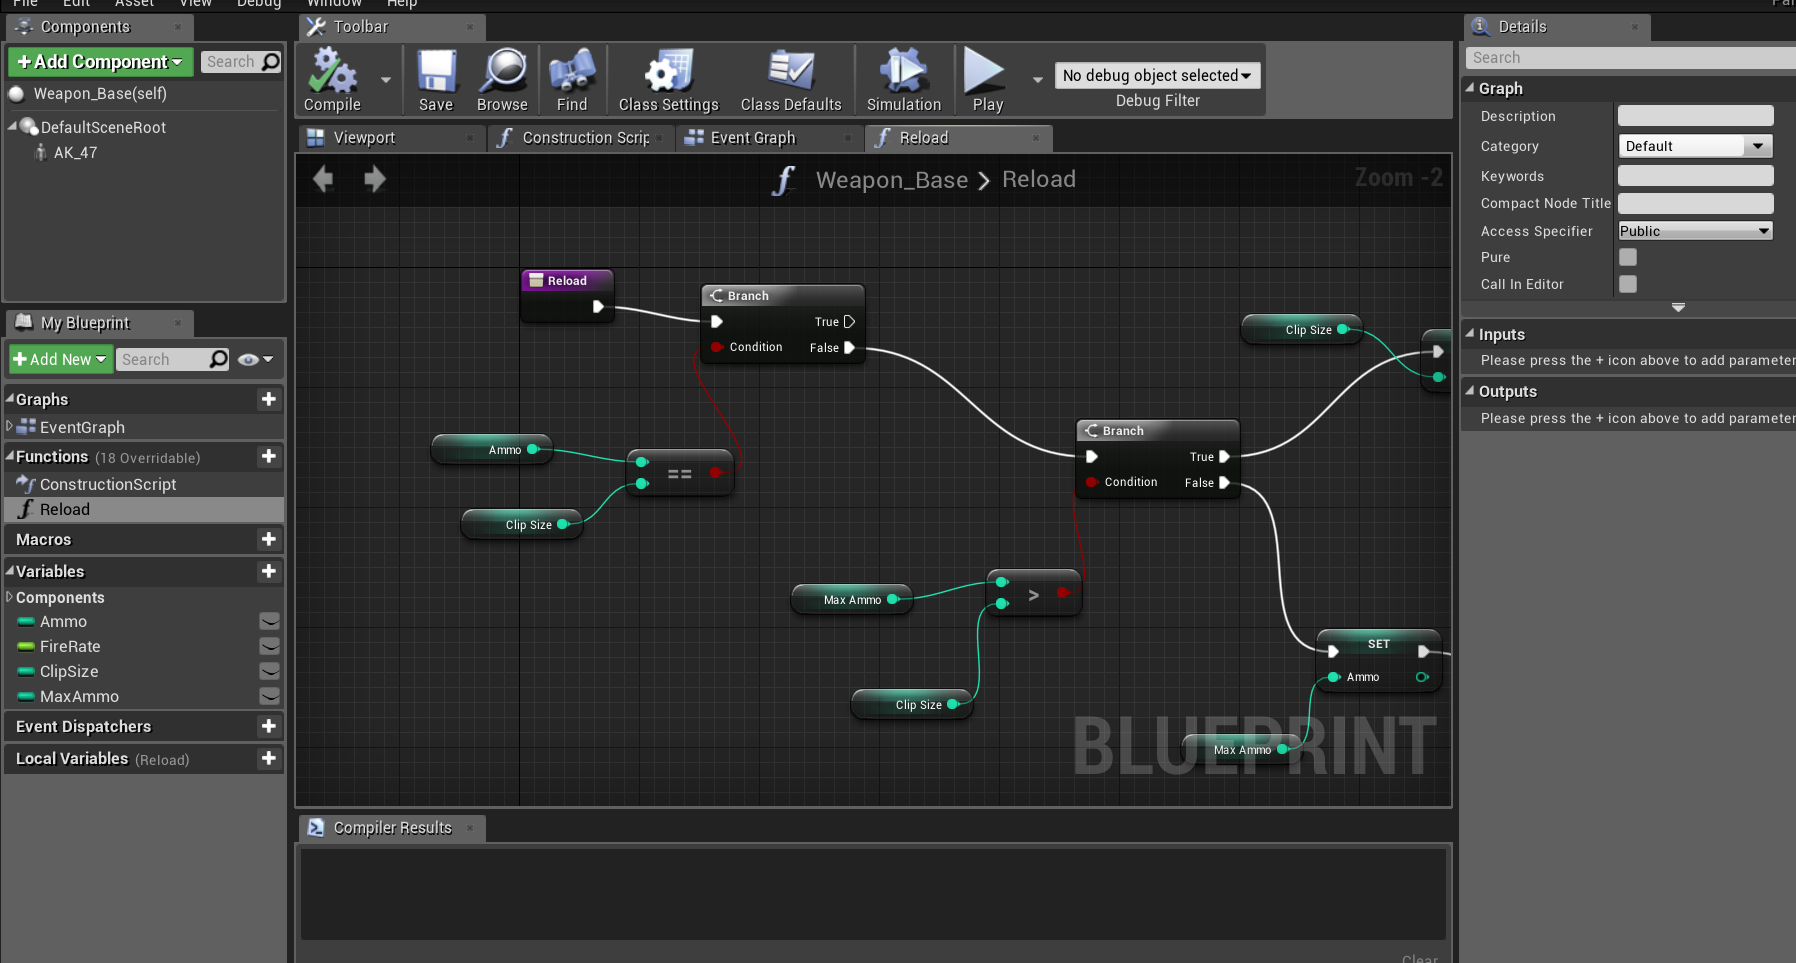 File Edit Asset View Debug Window Help
Components
Toolbar
Details
Add Component
Search
Compile
Save
Browse
Find
Class Settings
Class Defaults
Simulation
Play
No debug object selected
Debug Filter
Search
Weapon_Base(self)
DefaultSceneRoot
AK_47
Viewport
Construction Scrip
Event Graph
Reload
Weapon_Base > Reload
Zoom -2
Graph
Description
Category
Default
Keywords
Compact Node Title
Access Specifier
Public
Pure
Call In Editor
Inputs
Please press the + icon above to add parameter
Outputs
Please press the + icon above to add parameter
My Blueprint
Add New
Search
Graphs
EventGraph
Functions (18 Overridable)
ConstructionScript
Reload
Macros
Variables
Components
Ammo
FireRate
ClipSize
MaxAmmo
Event Dispatchers
Local Variables (Reload)
Reload
Branch
True
Condition
False
Ammo
==
Clip Size
Clip Size
Branch
True
Condition
False
Max Ammo
>
Clip Size
SET
Ammo
Max Ammo
BLUEPRINT
Compiler Results
Clear